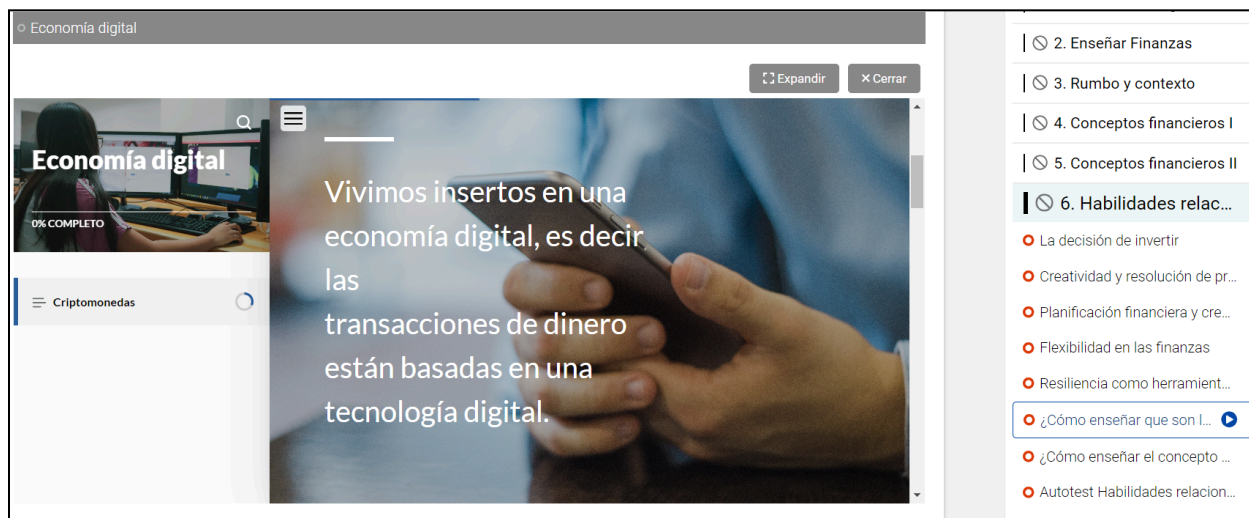 Economía digital
Expandir
Cerrar
Economía digital
0% COMPLETO
Criptomonedas
Vivimos insertos en una
economía digital, es decir
las
transacciones de dinero
están basadas en una
tecnología digital.
2. Enseñar Finanzas
3. Rumbo y contexto
4. Conceptos financieros I
5. Conceptos financieros II
6. Habilidades relac...
La decisión de invertir
Creatividad y resolución de pr...
Planificación financiera y cre...
Flexibilidad en las finanzas
Resiliencia como herramient...
¿Cómo enseñar que son l...
¿Cómo enseñar el concepto ...
Autotest Habilidades relacion...